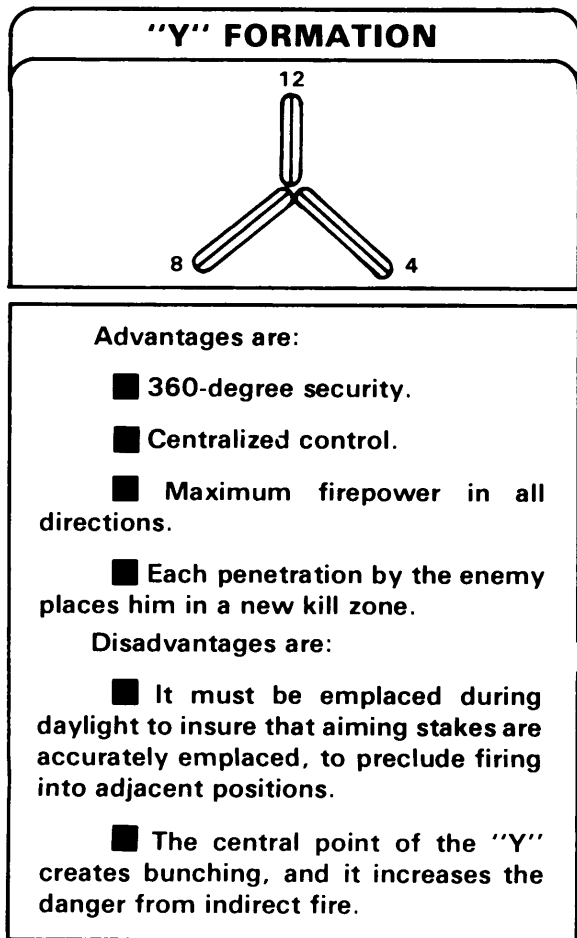 "Y" FORMATION
12
8
4
Advantages are:
■ 360-degree security.
■ Centralized control.
■ Maximum firepower in all
directions.
■ Each penetration by the enemy
places him in a new kill zone.
Disadvantages are:
■ It must be emplaced during
daylight to insure that aiming stakes are
accurately emplaced, to preclude firing
into adjacent positions.
■ The central point of the "Y"
creates bunching, and it increases the
danger from indirect fire.